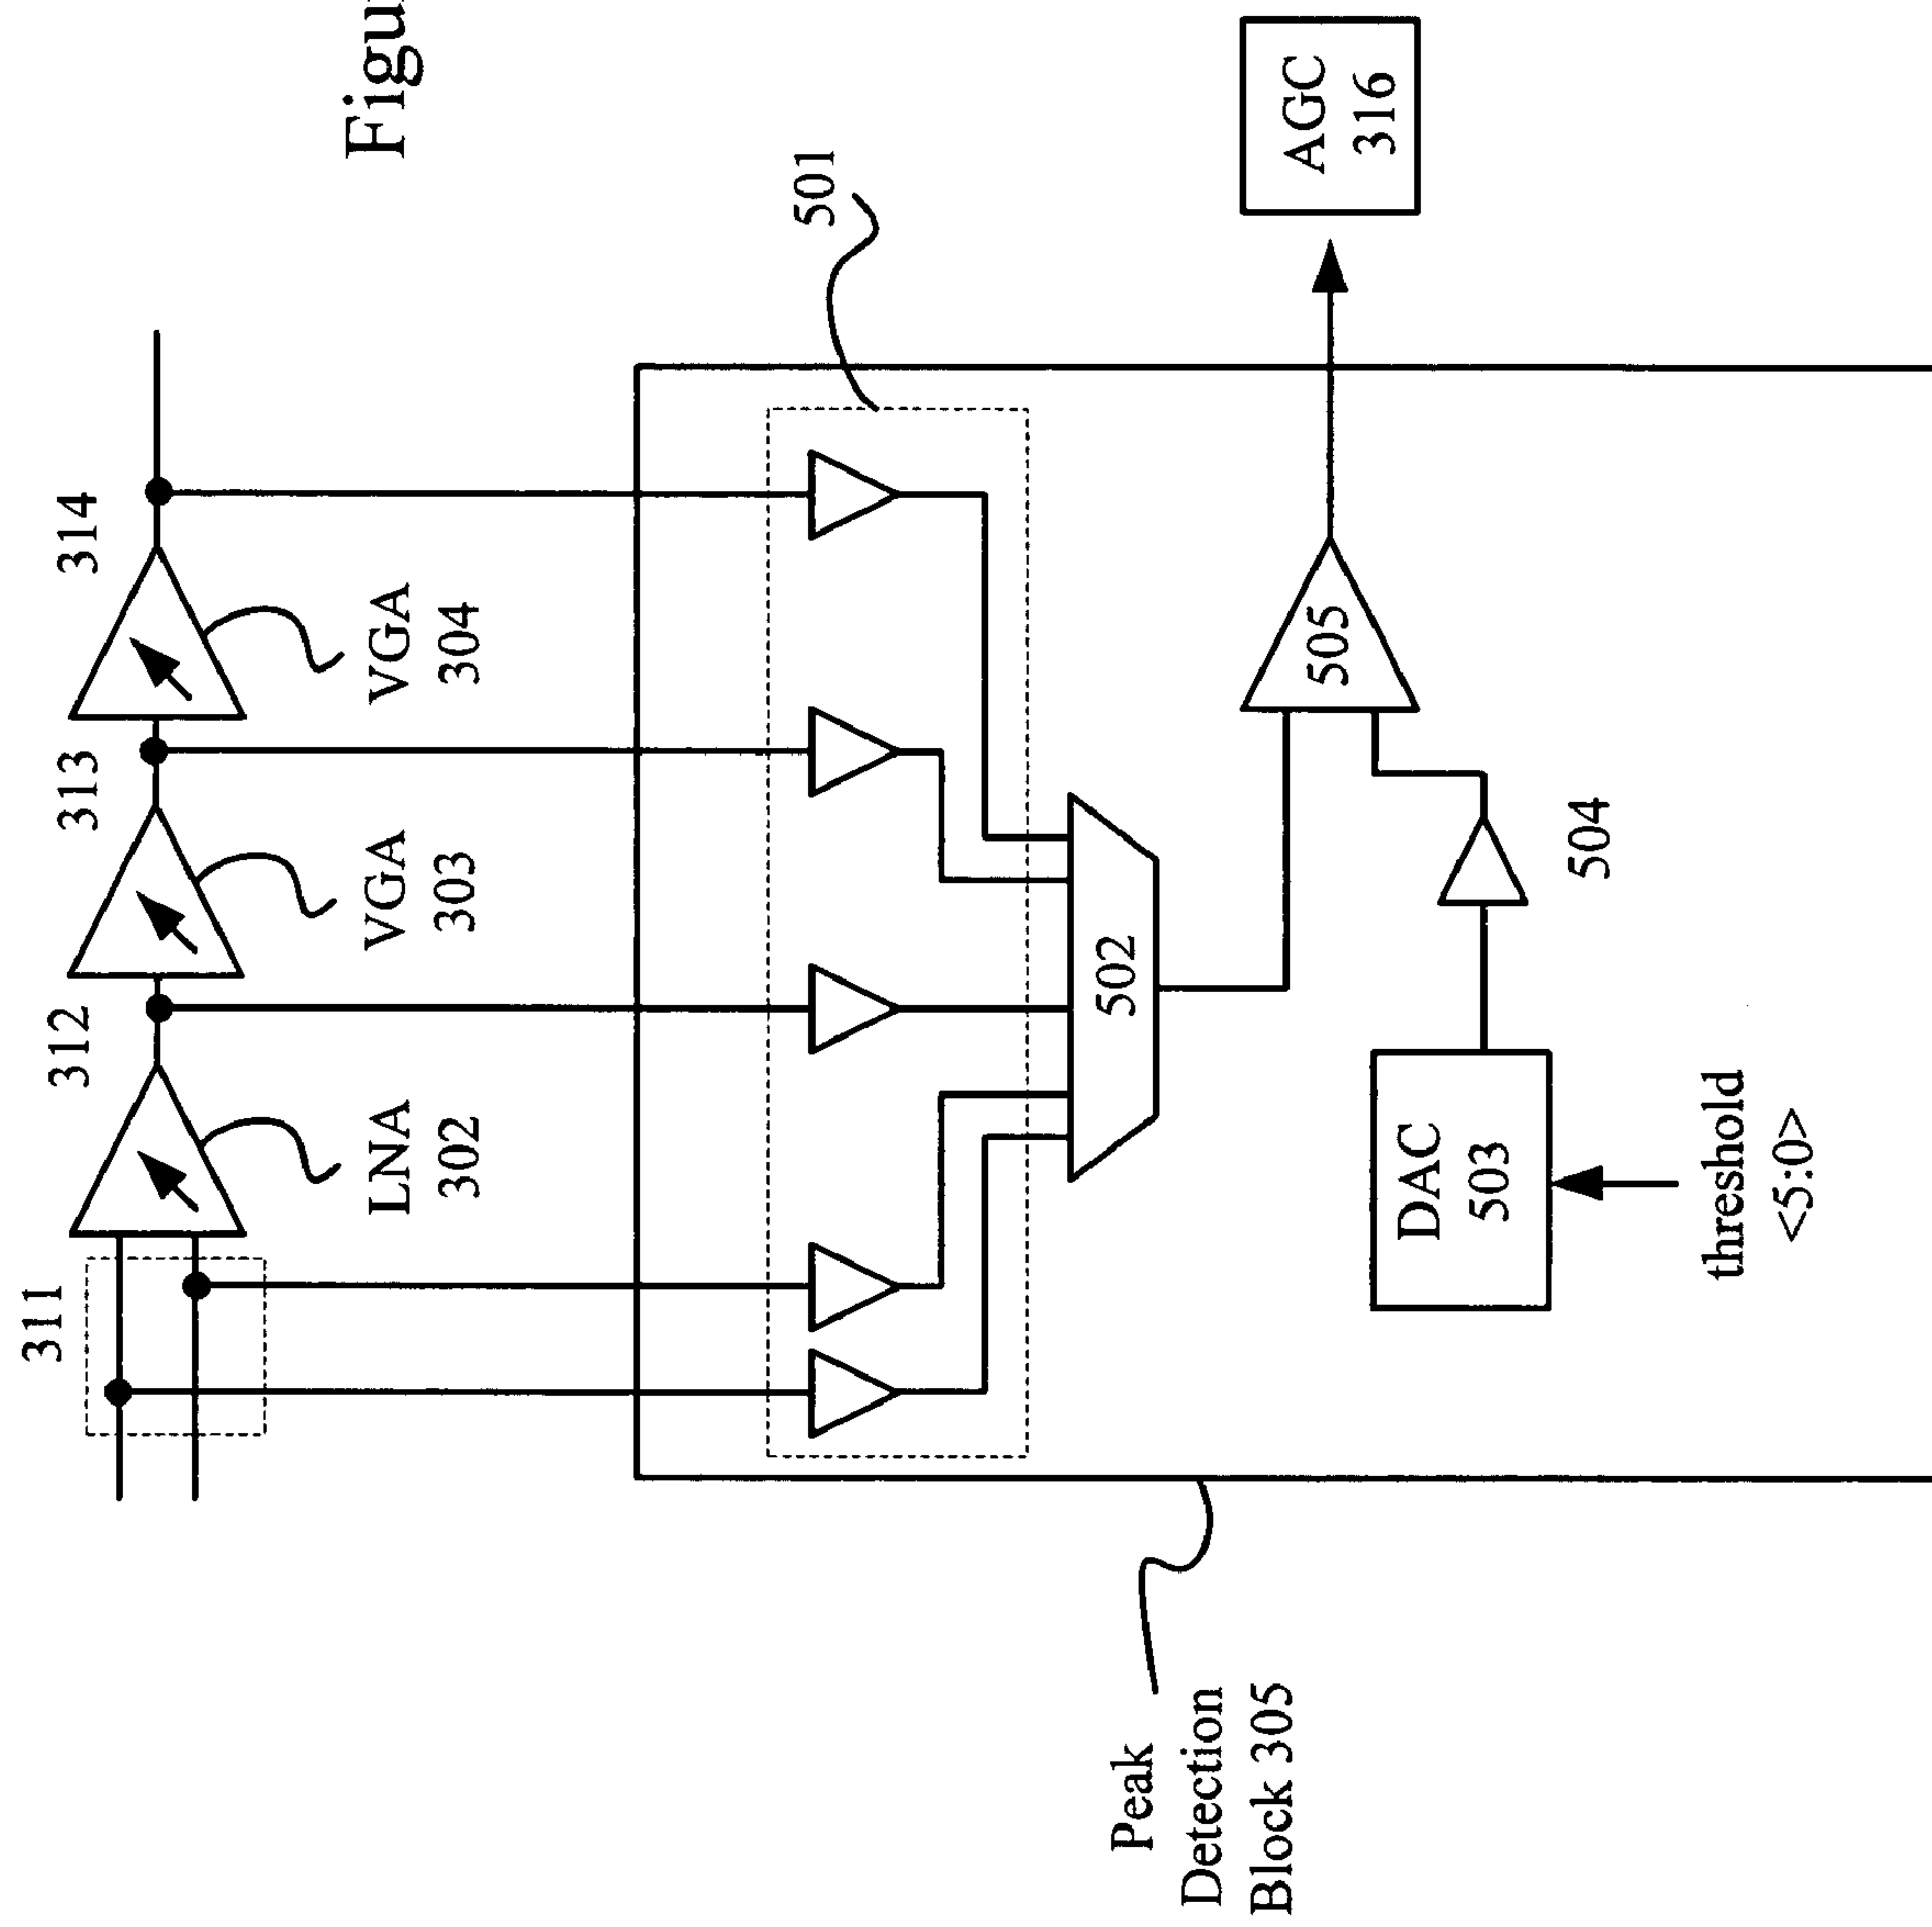 Figu
311
312
313
314
LNA
302
VGA
303
VGA
304
501
502
505
AGC
316
DAC
503
504
threshold
<5:0>
Peak
Detection
Block 305